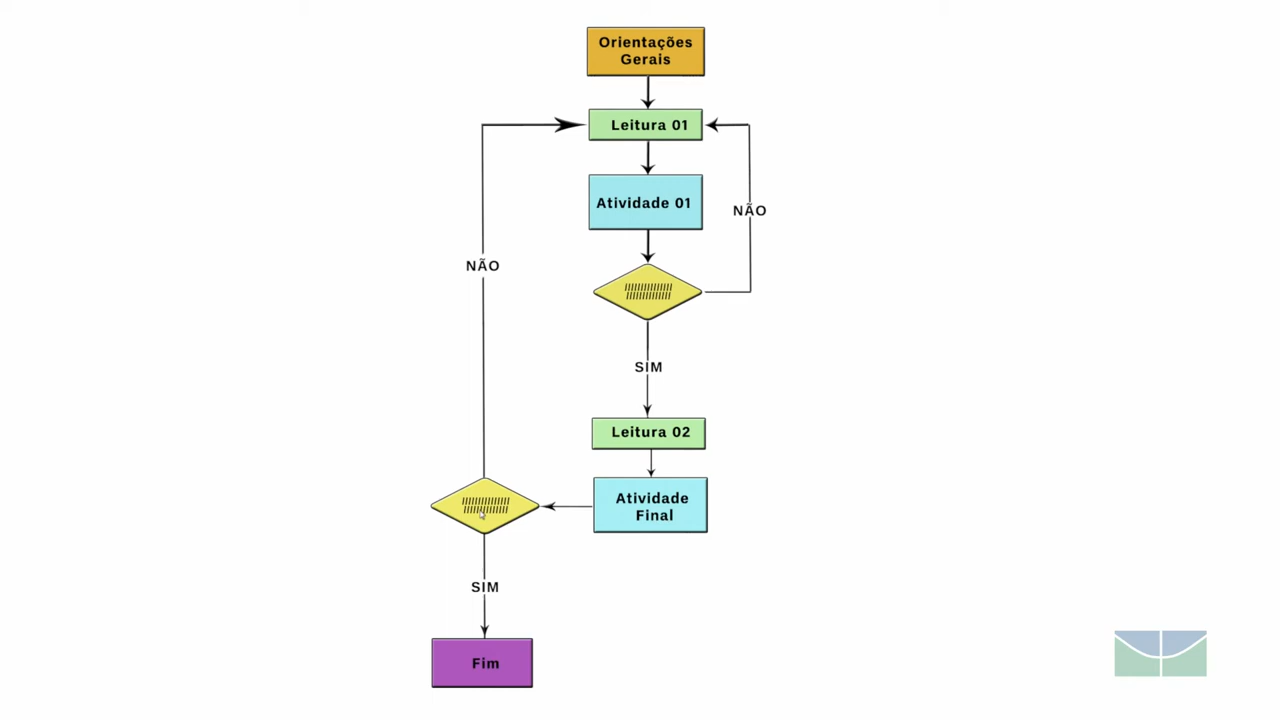 Orientações
Gerais
Leitura 01
Atividade 01
NÃO
NÃO
SIM
Leitura 02
Atividade
Final
SIM
Fim